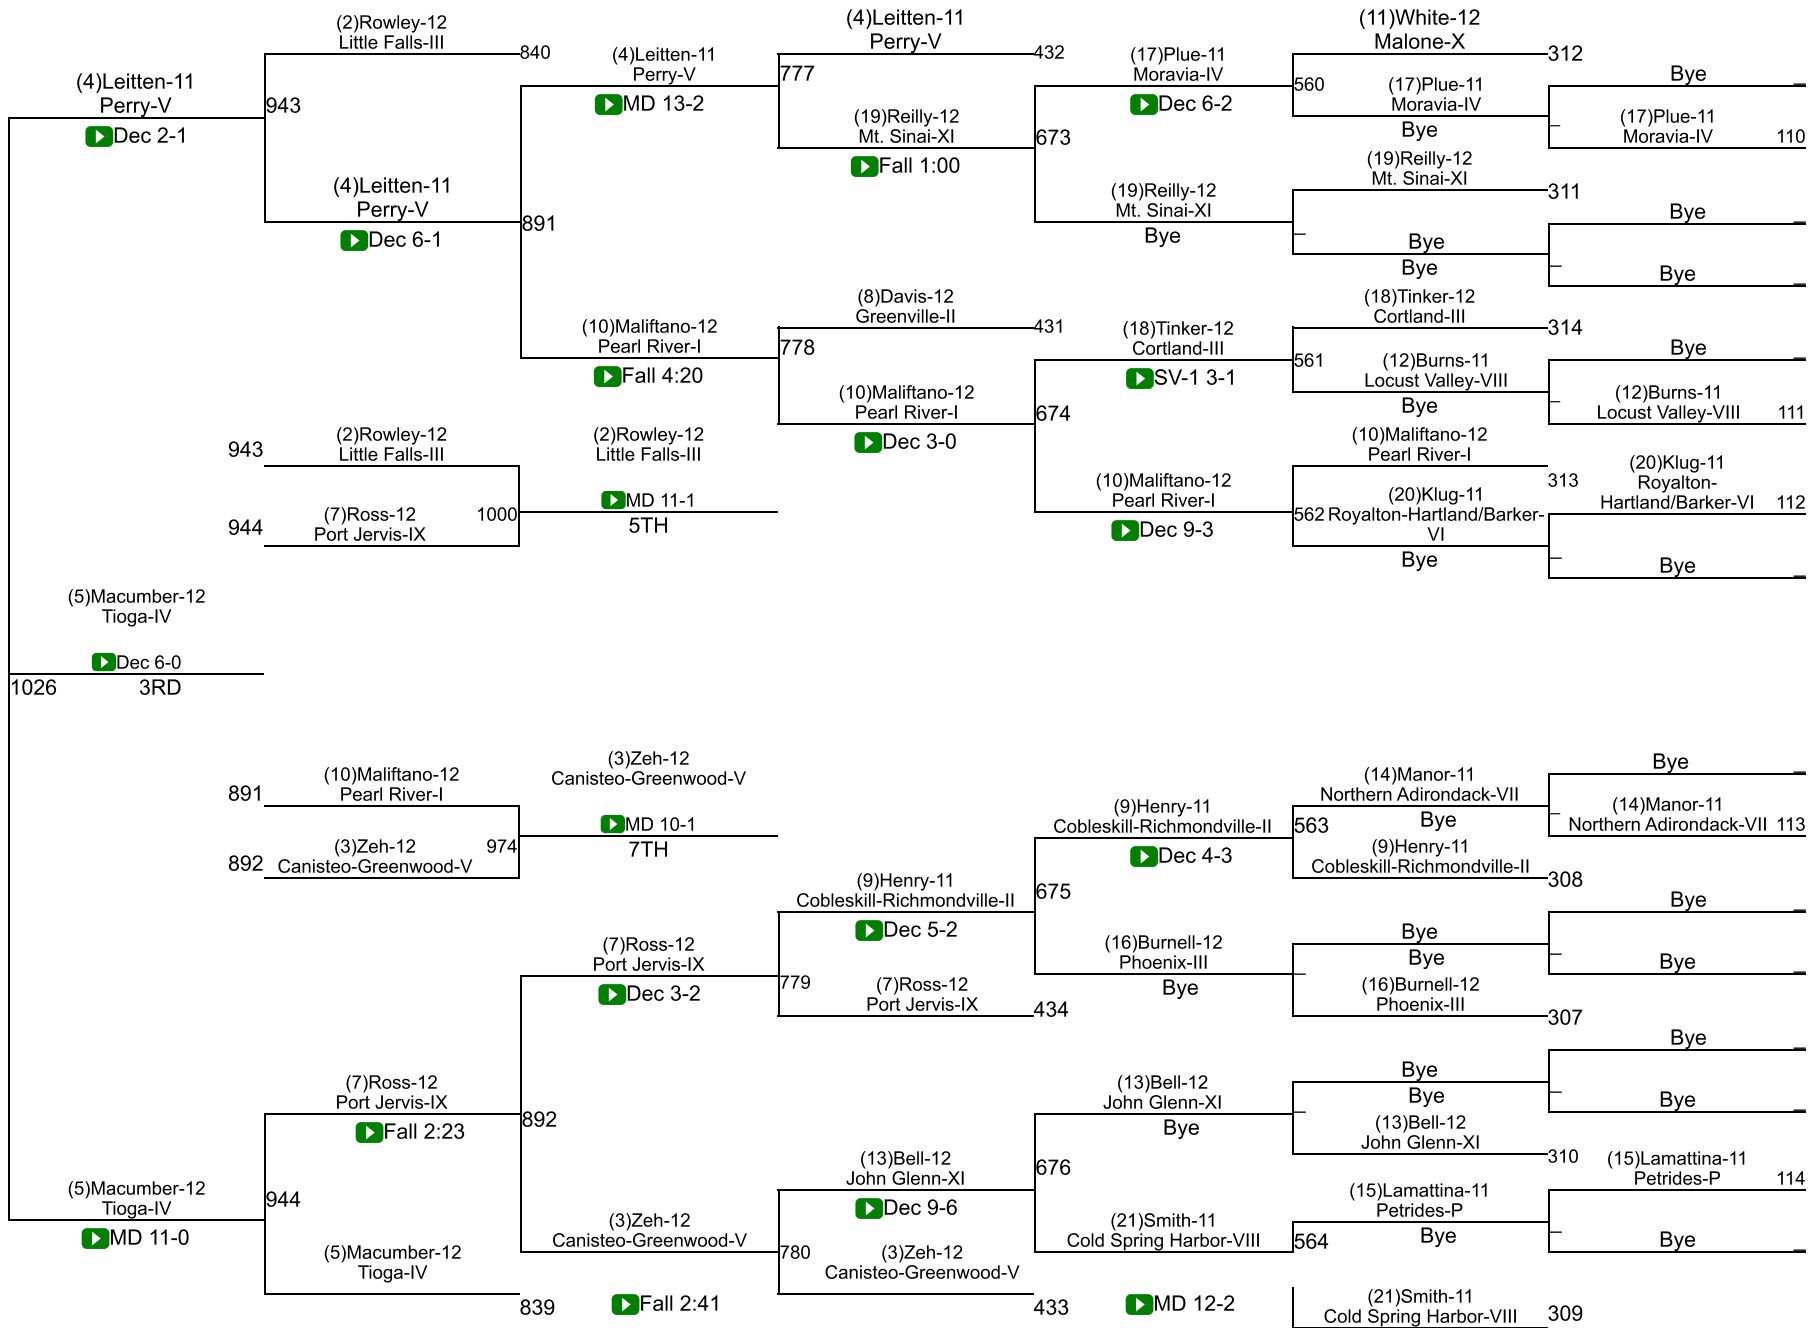 (2)Rowley-12
Little Falls-III
840
(4)Leitten-11
Perry-V
943
Dec 2-1
(4)Leitten-11
Perry-V
Dec 6-1
(4)Leitten-11
Perry-V
MD 13-2
891
(4)Leitten-11
Perry-V
432
777
(19)Reilly-12
Mt. Sinai-XI
Fall 1:00
(17)Plue-11
Moravia-IV
Dec 6-2
673
(19)Reilly-12
Mt. Sinai-XI
Bye
(11)White-12
Malone-X
312
560
(17)Plue-11
Moravia-IV
Bye
(19)Reilly-12
Mt. Sinai-XI
311
Bye
Bye
Bye
(17)Plue-11
Moravia-IV
110
Bye
Bye
(10)Maliftano-12
Pearl River-I
Fall 4:20
(8)Davis-12
Greenville-II
431
778
(10)Maliftano-12
Pearl River-I
Dec 3-0
(18)Tinker-12
Cortland-III
SV-1 3-1
674
(10)Maliftano-12
Pearl River-I
Dec 9-3
(18)Tinker-12
Cortland-III
314
561
(12)Burns-11
Locust Valley-VIII
Bye
(10)Maliftano-12
Pearl River-I
313
562
(20)Klug-11
Royalton-Hartland/Barker-
VI
Bye
Bye
(12)Burns-11
Locust Valley-VIII
111
(20)Klug-11
Royalton-
Hartland/Barker-VI
112
Bye
943
(2)Rowley-12
Little Falls-III
944
(7)Ross-12
Port Jervis-IX
1000
(2)Rowley-12
Little Falls-III
MD 11-1
5TH
(5)Macumber-12
Tioga-IV
Dec 6-0
1026
3RD
891
(10)Maliftano-12
Pearl River-I
892
(3)Zeh-12
Canisteo-Greenwood-V
974
(3)Zeh-12
Canisteo-Greenwood-V
MD 10-1
7TH
(7)Ross-12
Port Jervis-IX
Dec 3-2
(9)Henry-11
Cobleskill-Richmondville-II
Dec 5-2
779
(7)Ross-12
Port Jervis-IX
434
(9)Henry-11
Cobleskill-Richmondville-II
Dec 4-3
675
(16)Burnell-12
Phoenix-III
Bye
(14)Manor-11
Northern Adirondack-VII
Bye
563
(9)Henry-11
Cobleskill-Richmondville-II
308
Bye
Bye
(16)Burnell-12
Phoenix-III
307
Bye
(14)Manor-11
Northern Adirondack-VII
113
Bye
Bye
(7)Ross-12
Port Jervis-IX
Fall 2:23
892
944
(5)Macumber-12
Tioga-IV
MD 11-0
(5)Macumber-12
Tioga-IV
839
(3)Zeh-12
Canisteo-Greenwood-V
Fall 2:41
(13)Bell-12
John Glenn-XI
Dec 9-6
780
(3)Zeh-12
Canisteo-Greenwood-V
433
(13)Bell-12
John Glenn-XI
Bye
676
(21)Smith-11
Cold Spring Harbor-VIII
MD 12-2
Bye
Bye
(13)Bell-12
John Glenn-XI
310
(15)Lamattina-11
Petrides-P
Bye
564
(21)Smith-11
Cold Spring Harbor-VIII
309
Bye
Bye
(15)Lamattina-11
Petrides-P
114
Bye